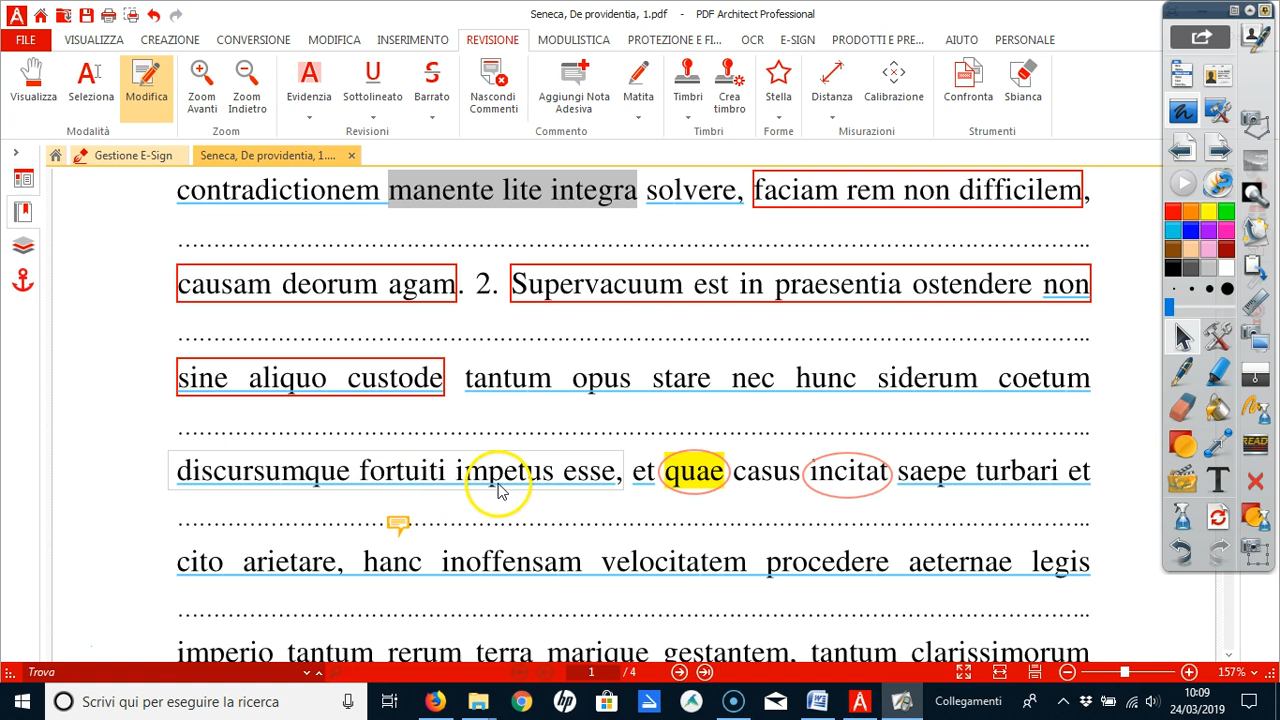 Seneca, De providentia, 1.pdf - PDF Architect Professional
FILE VISUALIZZA CREAZIONE CONVERSIONE MODIFICA INSERIMENTO REVISIONE MODULISTICA PROTEZIONE E FI... OCR E-SIGN PRODOTTI E PRE... AIUTO PERSONALE
Visualizza Seleziona Modifica Zoom Avanti Zoom Indietro Evidenzia Sottolineato Barrato Nascondi Commenti Aggiungi Nota Adesiva Matita Timbri Crea timbro Stella Distanza Calibrazione Confronta Sbianca
Modalità Zoom Revisioni Commento Timbri Forme Misurazioni Strumenti
Gestione E-Sign Seneca, De providentia, 1....
contradictionem manente lite integra solvere, faciam rem non difficilem,
causam deorum agam. 2. Supervacuum est in praesentia ostendere non
sine aliquo custode tantum opus stare nec hunc siderum coetum
discursumque fortuiti impetus esse, et quae casus incitat saepe turbari et
cito arietare, hanc inoffensam velocitatem procedere aeternae legis
imperio tantum rerum terra marique gestantem, tantum clarissimorum
Trova 1 / 4 157%
Scrivi qui per eseguire la ricerca Collegamenti 10:09
24/03/2019